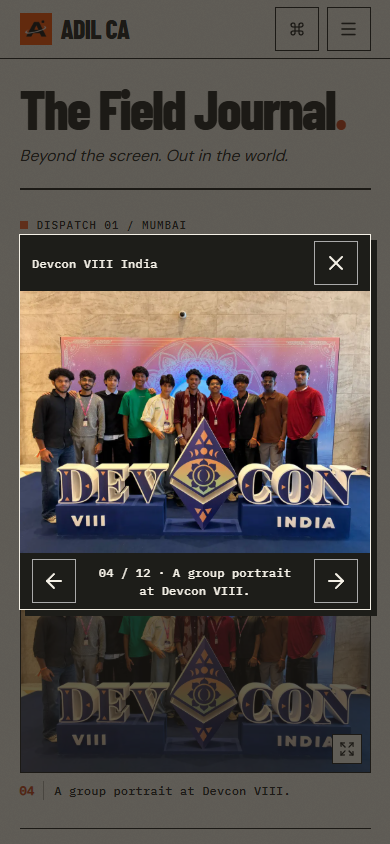 ADIL CA
The Field Journal.
Beyond the screen. Out in the world.
DISPATCH 01 / MUMBAI
Devcon VIII India
DEV CON
VIII INDIA
04 / 12 · A group portrait
at Devcon VIII.
DEV CON
VIII INDIA
04 A group portrait at Devcon VIII.